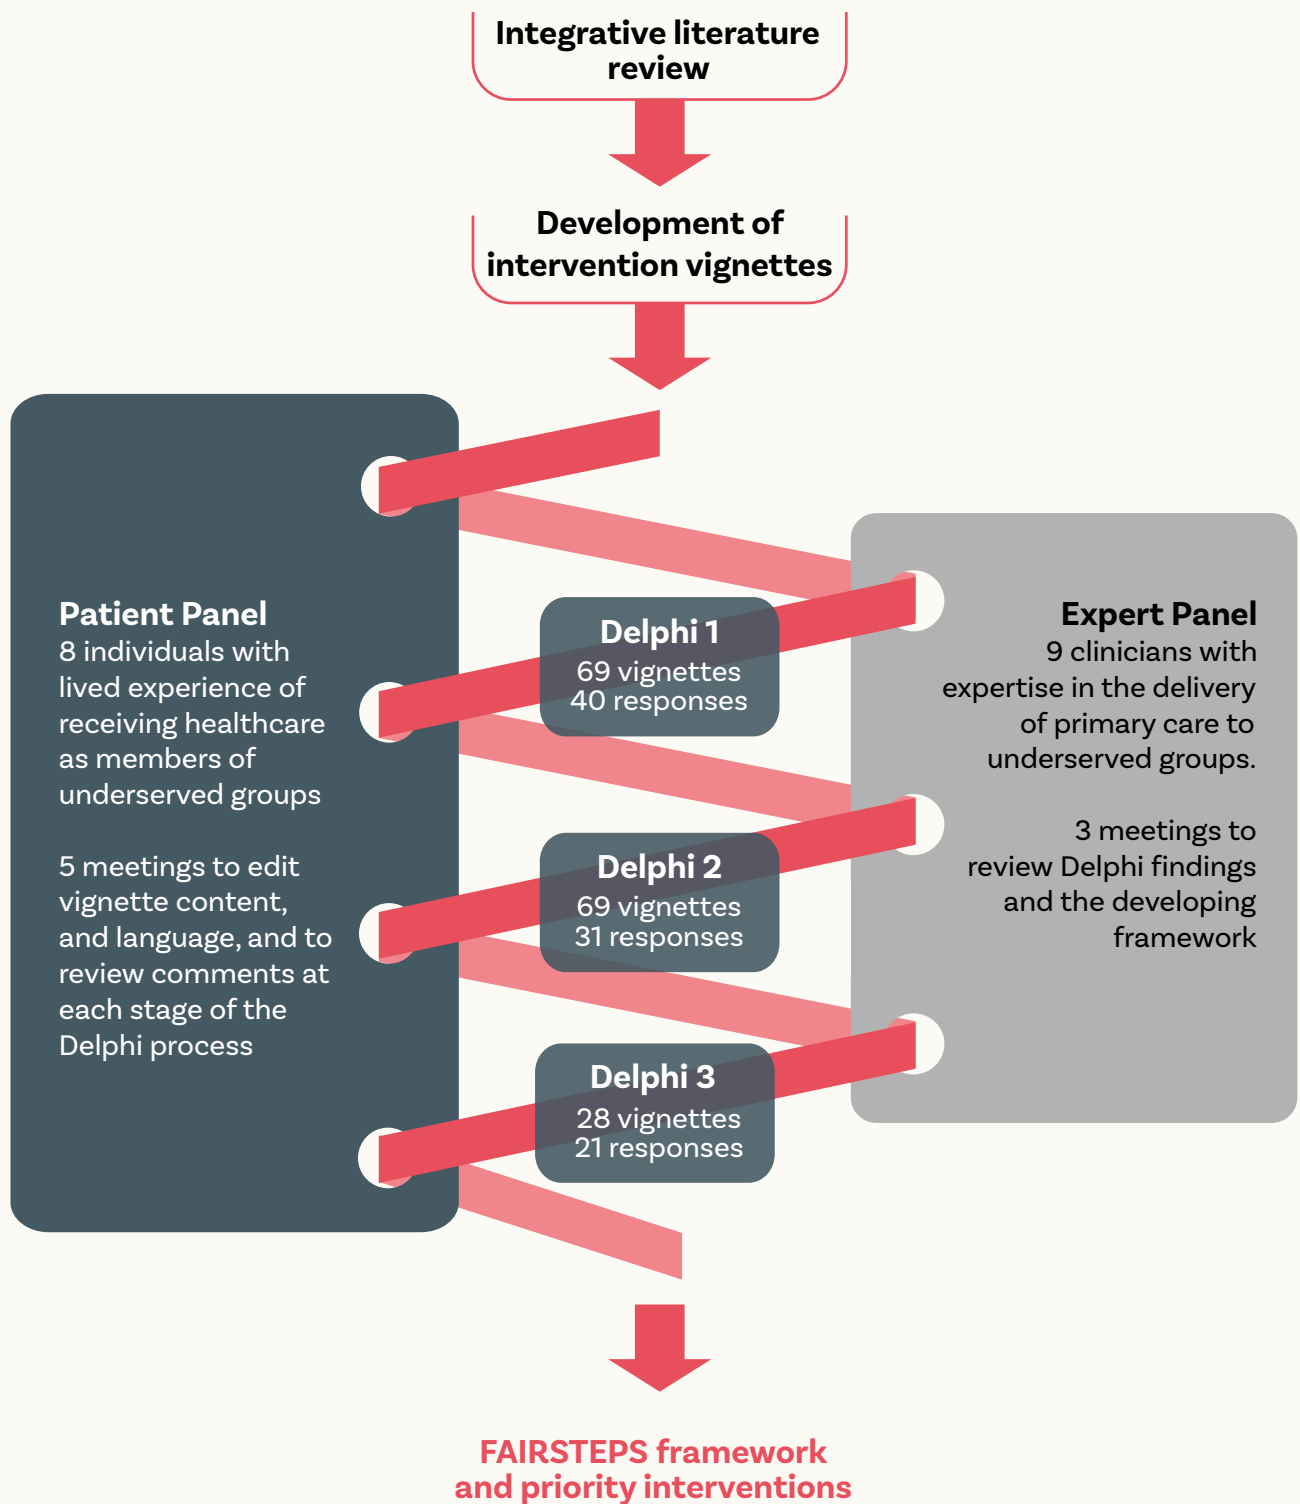 Integrative literature
review
Development of
intervention vignettes
Patient Panel
8 individuals with
lived experience of
receiving healthcare
as members of
underserved groups
5 meetings to edit
vignette content,
and language, and to
review comments at
each stage of the
Delphi process
Delphi 1
69 vignettes
40 responses
Delphi 2
69 vignettes
31 responses
Delphi 3
28 vignettes
21 responses
Expert Panel
9 clinicians with
expertise in the delivery
of primary care to
underserved groups.
3 meetings to
review Delphi findings
and the developing
framework
FAIRSTEPS framework
and priority interventions